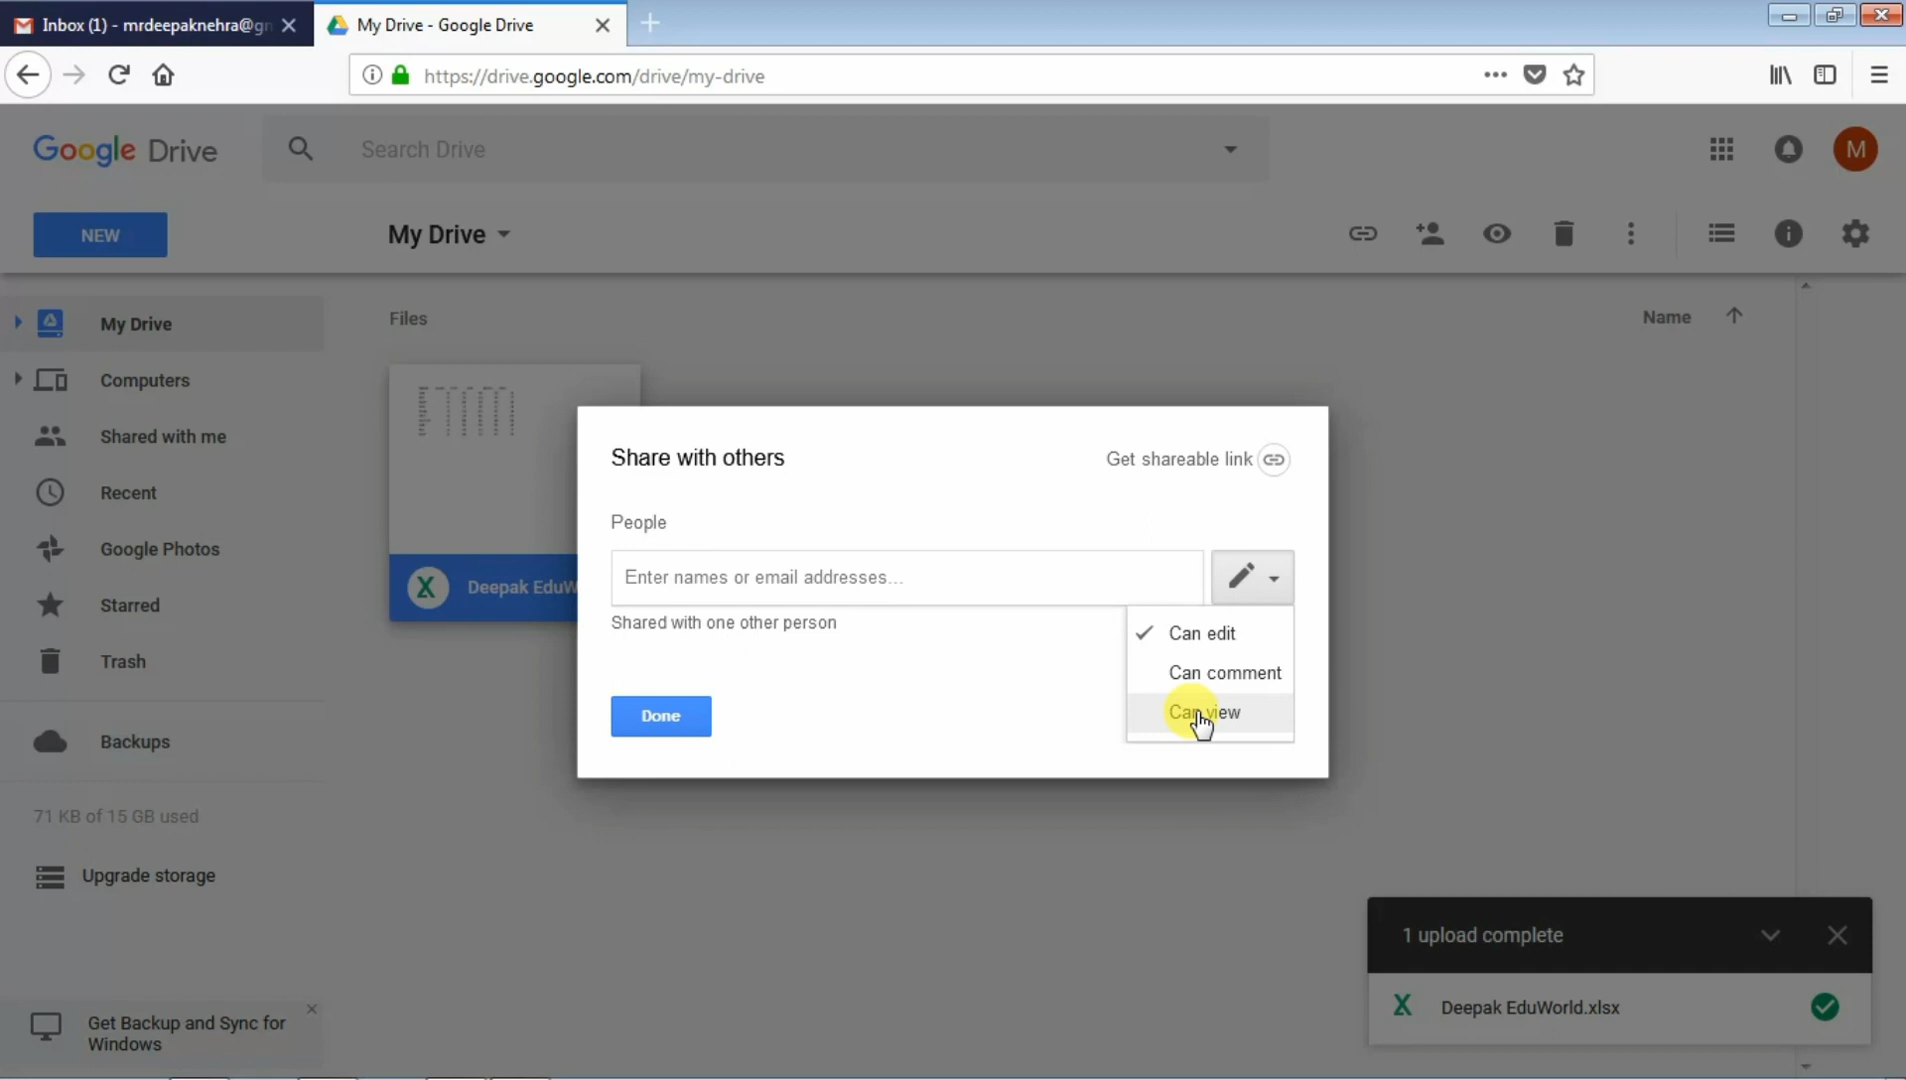 Inbox (1) - mrdeepaknehra@gn
My Drive - Google Drive
https://drive.google.com/drive/my-drive
Google Drive
Search Drive
M
NEW
My Drive
My Drive
Computers
Shared with me
Recent
Google Photos
Starred
Trash
Backups
71 KB of 15 GB used
Upgrade storage
Get Backup and Sync for
Windows
Files
Name
Deepak EduW
Share with others
Get shareable link
People
Enter names or email addresses...
Shared with one other person
Can edit
Can comment
Can view
Done
1 upload complete
Deepak EduWorld.xlsx